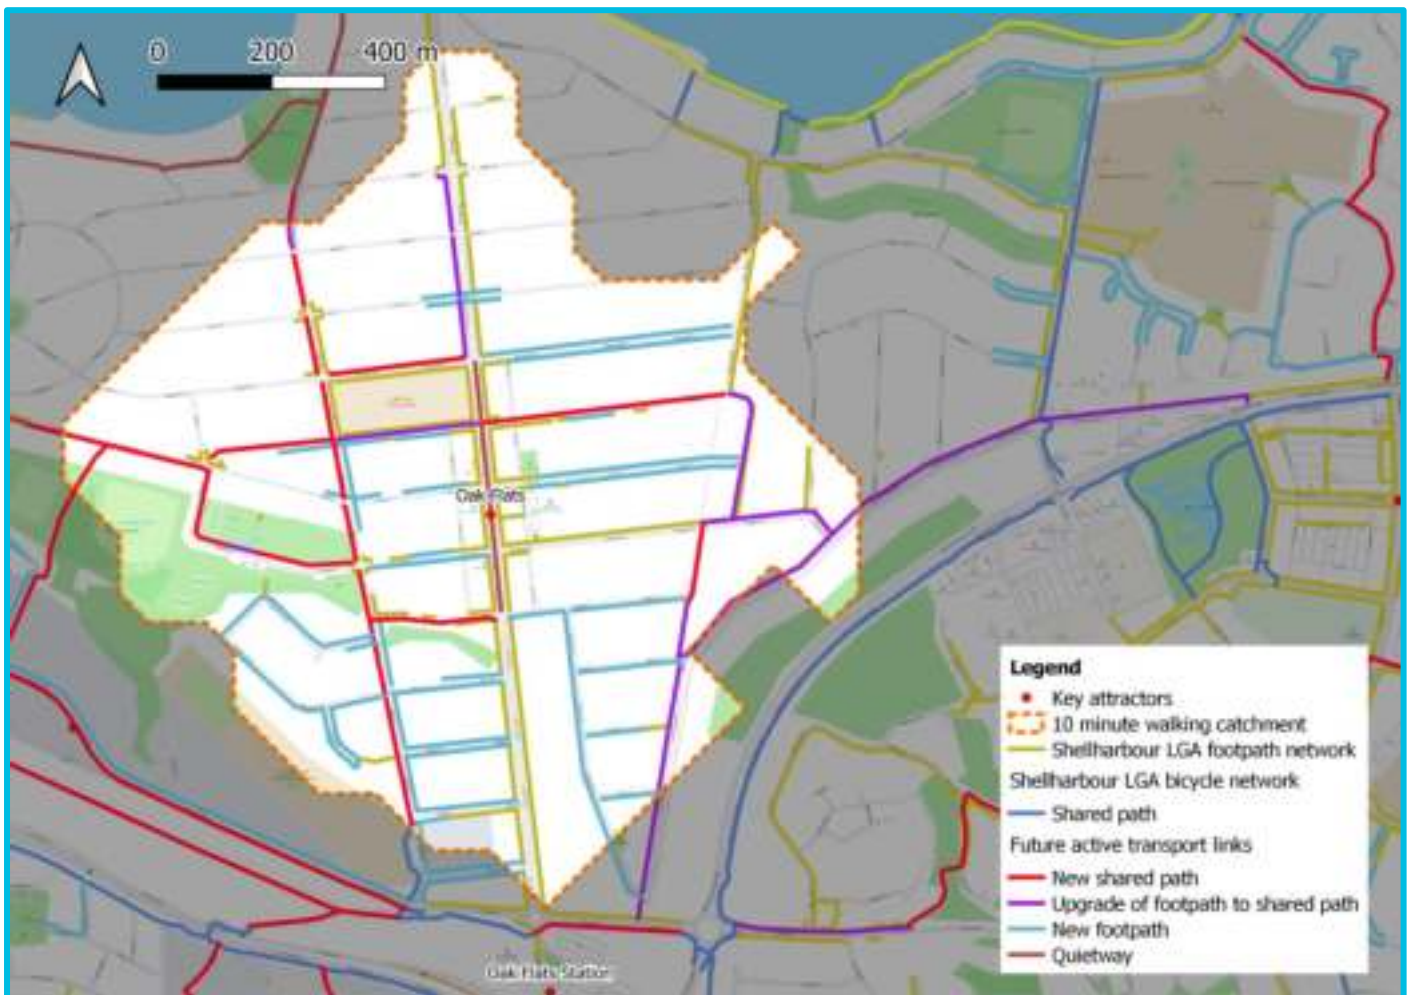 0 200 400 m
Oak Flats
Legend
Key attractors
10 minute walking catchment
Shellharbour LGA footpath network
Shellharbour LGA bicycle network
Shared path
Future active transport links
New shared path
Upgrade of footpath to shared path
New footpath
Quietway
Oak Flats Station